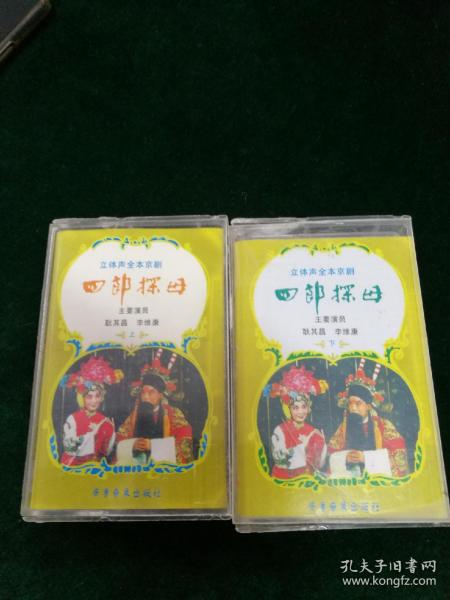 立体声全本京剧
四郎探母
主要演员
耿其昌 李维康
上
立体声全本京剧
四郎探母
主要演员
耿其昌 李维康
下
孔夫子旧书网
www.kongfz.com